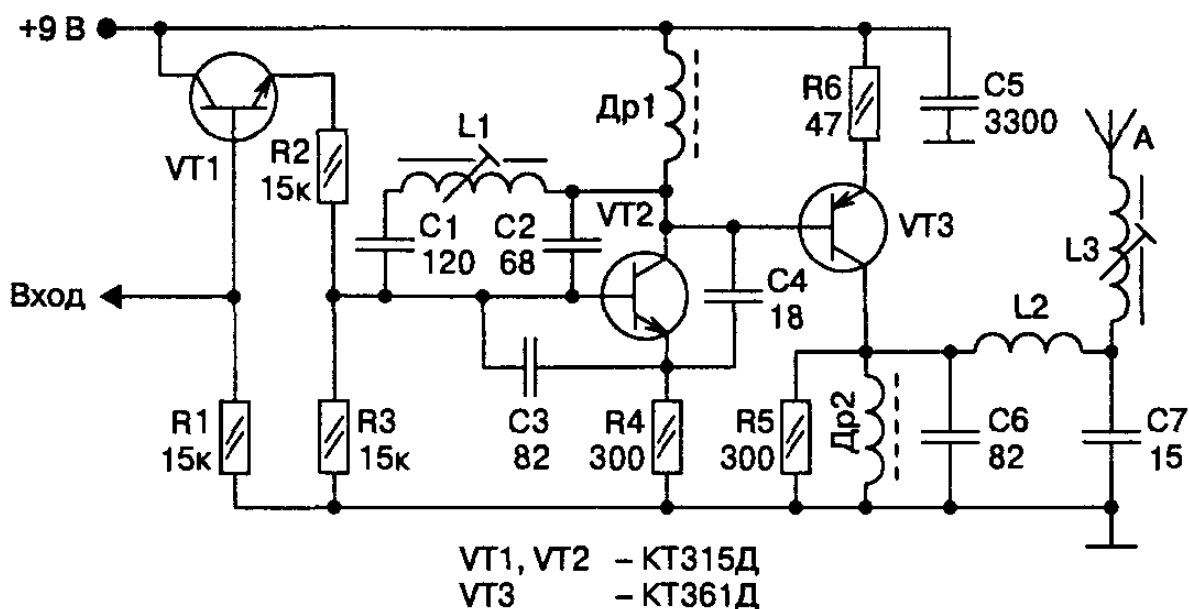 +9 В
VT1
R2
15к
L1
C1
120
C2
68
Др1
VT2
R6
47
C5
3300
A
VT3
L3
Вход
C4
18
L2
R1
15к
R3
15к
C3
82
R4
300
R5
300
Др2
C6
82
C7
15
VT1, VT2 – КТ315Д
VT3 – КТ361Д